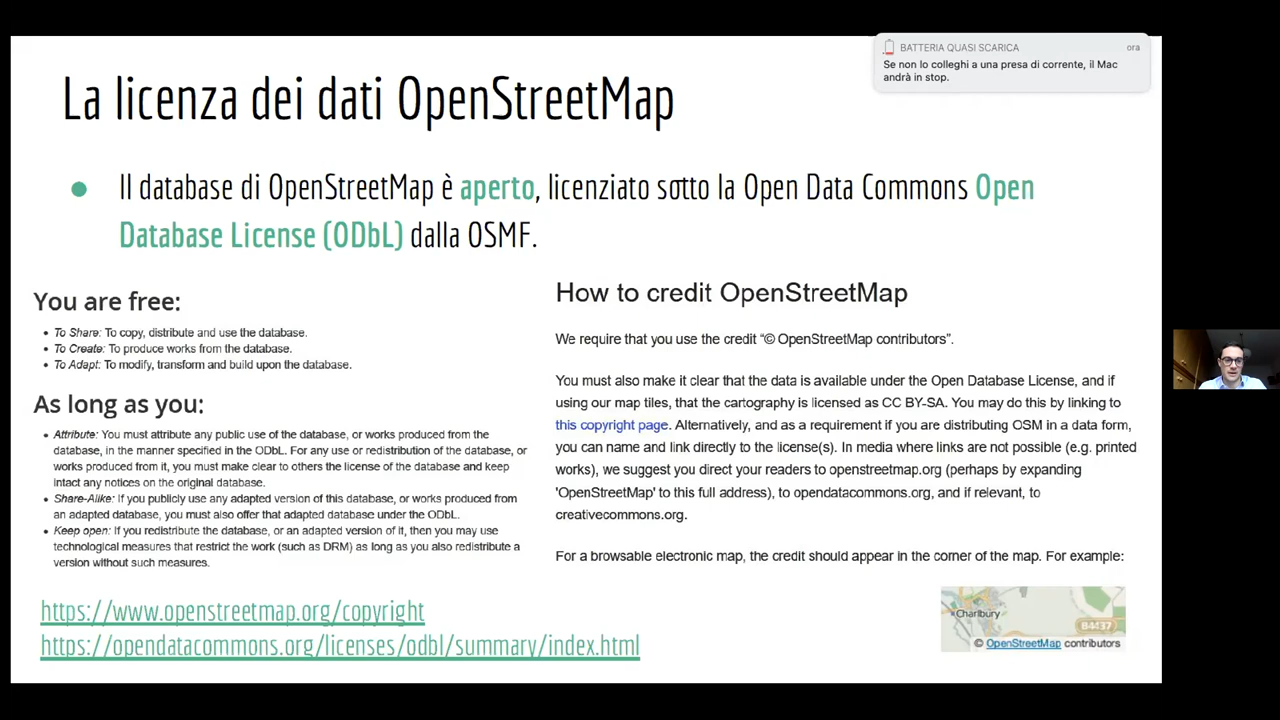 BATTERIA QUASI SCARICA
ora
Se non lo colleghi a una presa di corrente, il Mac
andrà in stop.
La licenza dei dati OpenStreetMap
● Il database di OpenStreetMap è aperto, licenziato sotto la Open Data Commons Open
Database License (ODbL) dalla OSMF.
You are free:
• To Share: To copy, distribute and use the database.
• To Create: To produce works from the database.
• To Adapt: To modify, transform and build upon the database.
As long as you:
• Attribute: You must attribute any public use of the database, or works produced from the
database, in the manner specified in the ODbL. For any use or redistribution of the database, or
works produced from it, you must make clear to others the license of the database and keep
intact any notices on the original database.
• Share-Alike: If you publicly use any adapted version of this database, or works produced from
an adapted database, you must also offer that adapted database under the ODbL.
• Keep open: If you redistribute the database, or an adapted version of it, then you may use
technological measures that restrict the work (such as DRM) as long as you also redistribute a
version without such measures.
How to credit OpenStreetMap
We require that you use the credit “© OpenStreetMap contributors”.
You must also make it clear that the data is available under the Open Database License, and if
using our map tiles, that the cartography is licensed as CC BY-SA. You may do this by linking to
this copyright page. Alternatively, and as a requirement if you are distributing OSM in a data form,
you can name and link directly to the license(s). In media where links are not possible (e.g. printed
works), we suggest you direct your readers to openstreetmap.org (perhaps by expanding
'OpenStreetMap' to this full address), to opendatacommons.org, and if relevant, to
creativecommons.org.
For a browsable electronic map, the credit should appear in the corner of the map. For example:
Charlbury
B4437
© OpenStreetMap contributors
https://www.openstreetmap.org/copyright
https://opendatacommons.org/licenses/odbl/summary/index.html